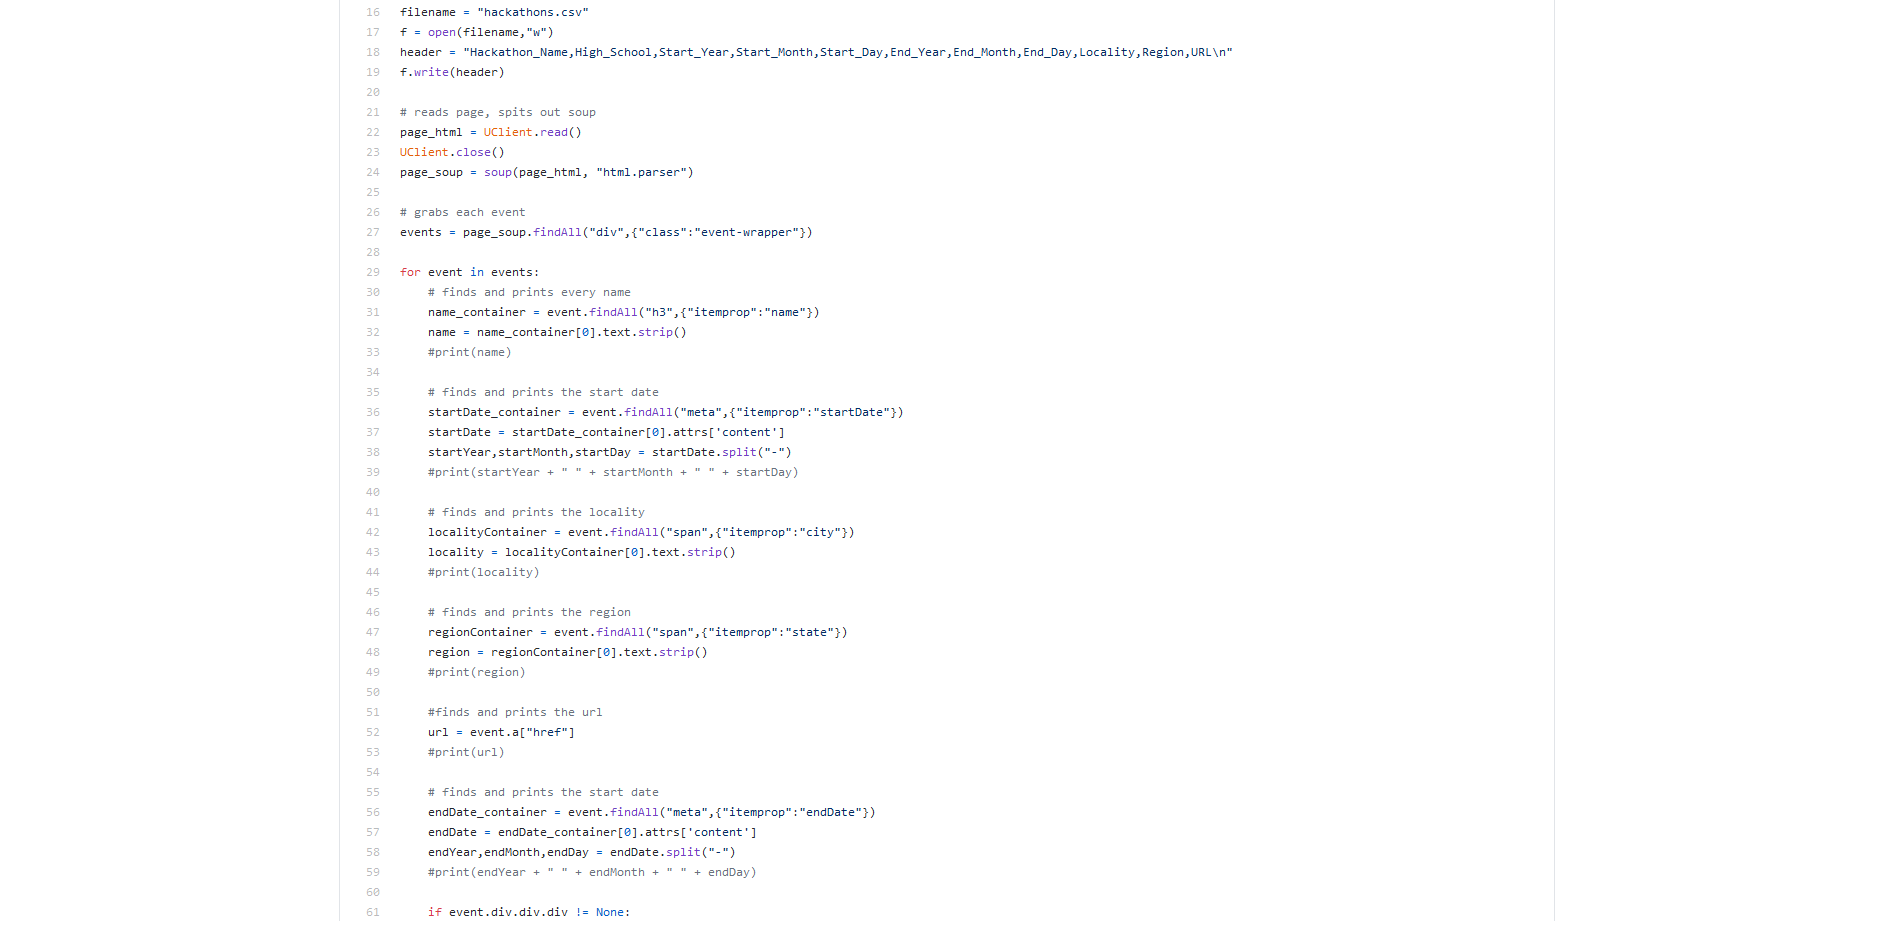 16 filename = "hackathons.csv"
17 f = open(filename,"w")
18 header = "Hackathon_Name,High_School,Start_Year,Start_Month,Start_Day,End_Year,End_Month,End_Day,Locality,Region,URL\n"
19 f.write(header)
20
21 # reads page, spits out soup
22 page_html = UClient.read()
23 UClient.close()
24 page_soup = soup(page_html, "html.parser")
25
26 # grabs each event
27 events = page_soup.findAll("div",{"class":"event-wrapper"})
28
29 for event in events:
30     # finds and prints every name
31     name_container = event.findAll("h3",{"itemprop":"name"})
32     name = name_container[0].text.strip()
33     #print(name)
34
35     # finds and prints the start date
36     startDate_container = event.findAll("meta",{"itemprop":"startDate"})
37     startDate = startDate_container[0].attrs['content']
38     startYear,startMonth,startDay = startDate.split("-")
39     #print(startYear + " " + startMonth + " " + startDay)
40
41     # finds and prints the locality
42     localityContainer = event.findAll("span",{"itemprop":"city"})
43     locality = localityContainer[0].text.strip()
44     #print(locality)
45
46     # finds and prints the region
47     regionContainer = event.findAll("span",{"itemprop":"state"})
48     region = regionContainer[0].text.strip()
49     #print(region)
50
51     #finds and prints the url
52     url = event.a["href"]
53     #print(url)
54
55     # finds and prints the start date
56     endDate_container = event.findAll("meta",{"itemprop":"endDate"})
57     endDate = endDate_container[0].attrs['content']
58     endYear,endMonth,endDay = endDate.split("-")
59     #print(endYear + " " + endMonth + " " + endDay)
60
61     if event.div.div.div != None: